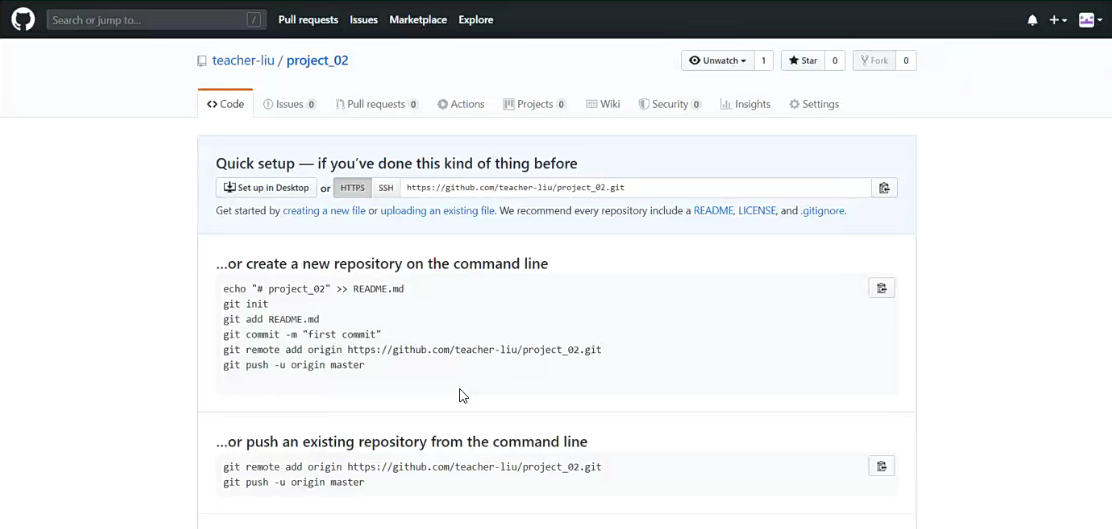 Search or jump to... / Pull requests Issues Marketplace Explore
teacher-liu / project_02 Unwatch 1 Star 0 Fork 0
Code Issues 0 Pull requests 0 Actions Projects 0 Wiki Security 0 Insights Settings
Quick setup — if you've done this kind of thing before
Set up in Desktop or HTTPS SSH https://github.com/teacher-liu/project_02.git
Get started by creating a new file or uploading an existing file. We recommend every repository include a README, LICENSE, and .gitignore.
...or create a new repository on the command line
echo "# project_02" >> README.md
git init
git add README.md
git commit -m "first commit"
git remote add origin https://github.com/teacher-liu/project_02.git
git push -u origin master
...or push an existing repository from the command line
git remote add origin https://github.com/teacher-liu/project_02.git
git push -u origin master